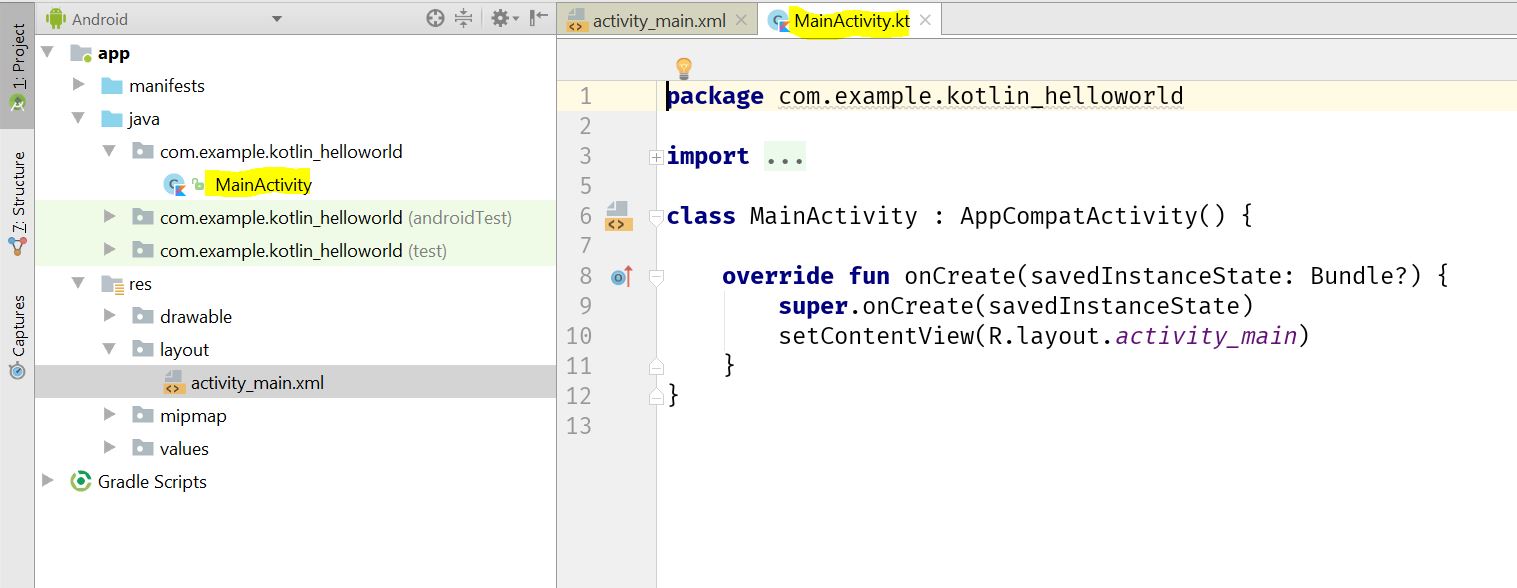 1: Project
7: Structure
Captures
Android
app
manifests
java
com.example.kotlin_helloworld
MainActivity
com.example.kotlin_helloworld (androidTest)
com.example.kotlin_helloworld (test)
res
drawable
layout
activity_main.xml
mipmap
values
Gradle Scripts
activity_main.xml
MainActivity.kt
1 package com.example.kotlin_helloworld
2
3 import ...
5
6 class MainActivity : AppCompatActivity() {
7
8 override fun onCreate(savedInstanceState: Bundle?) {
9 super.onCreate(savedInstanceState)
10 setContentView(R.layout.activity_main)
11 }
12 }
13